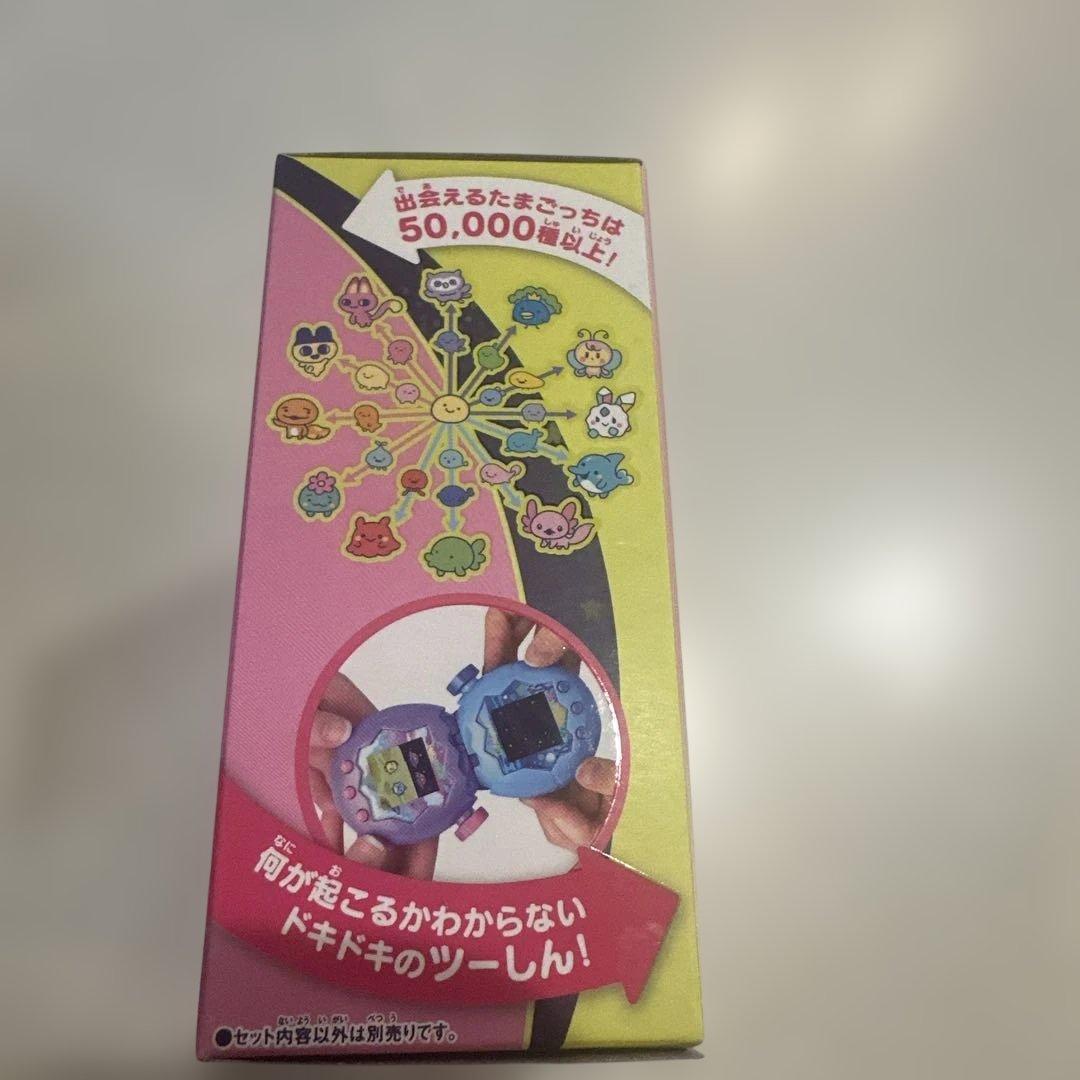 出会えるたまごっちは
50,000種以上!
何が起こるかわからない
ドキドキのツーしん!
●セット内容以外は別売りです。